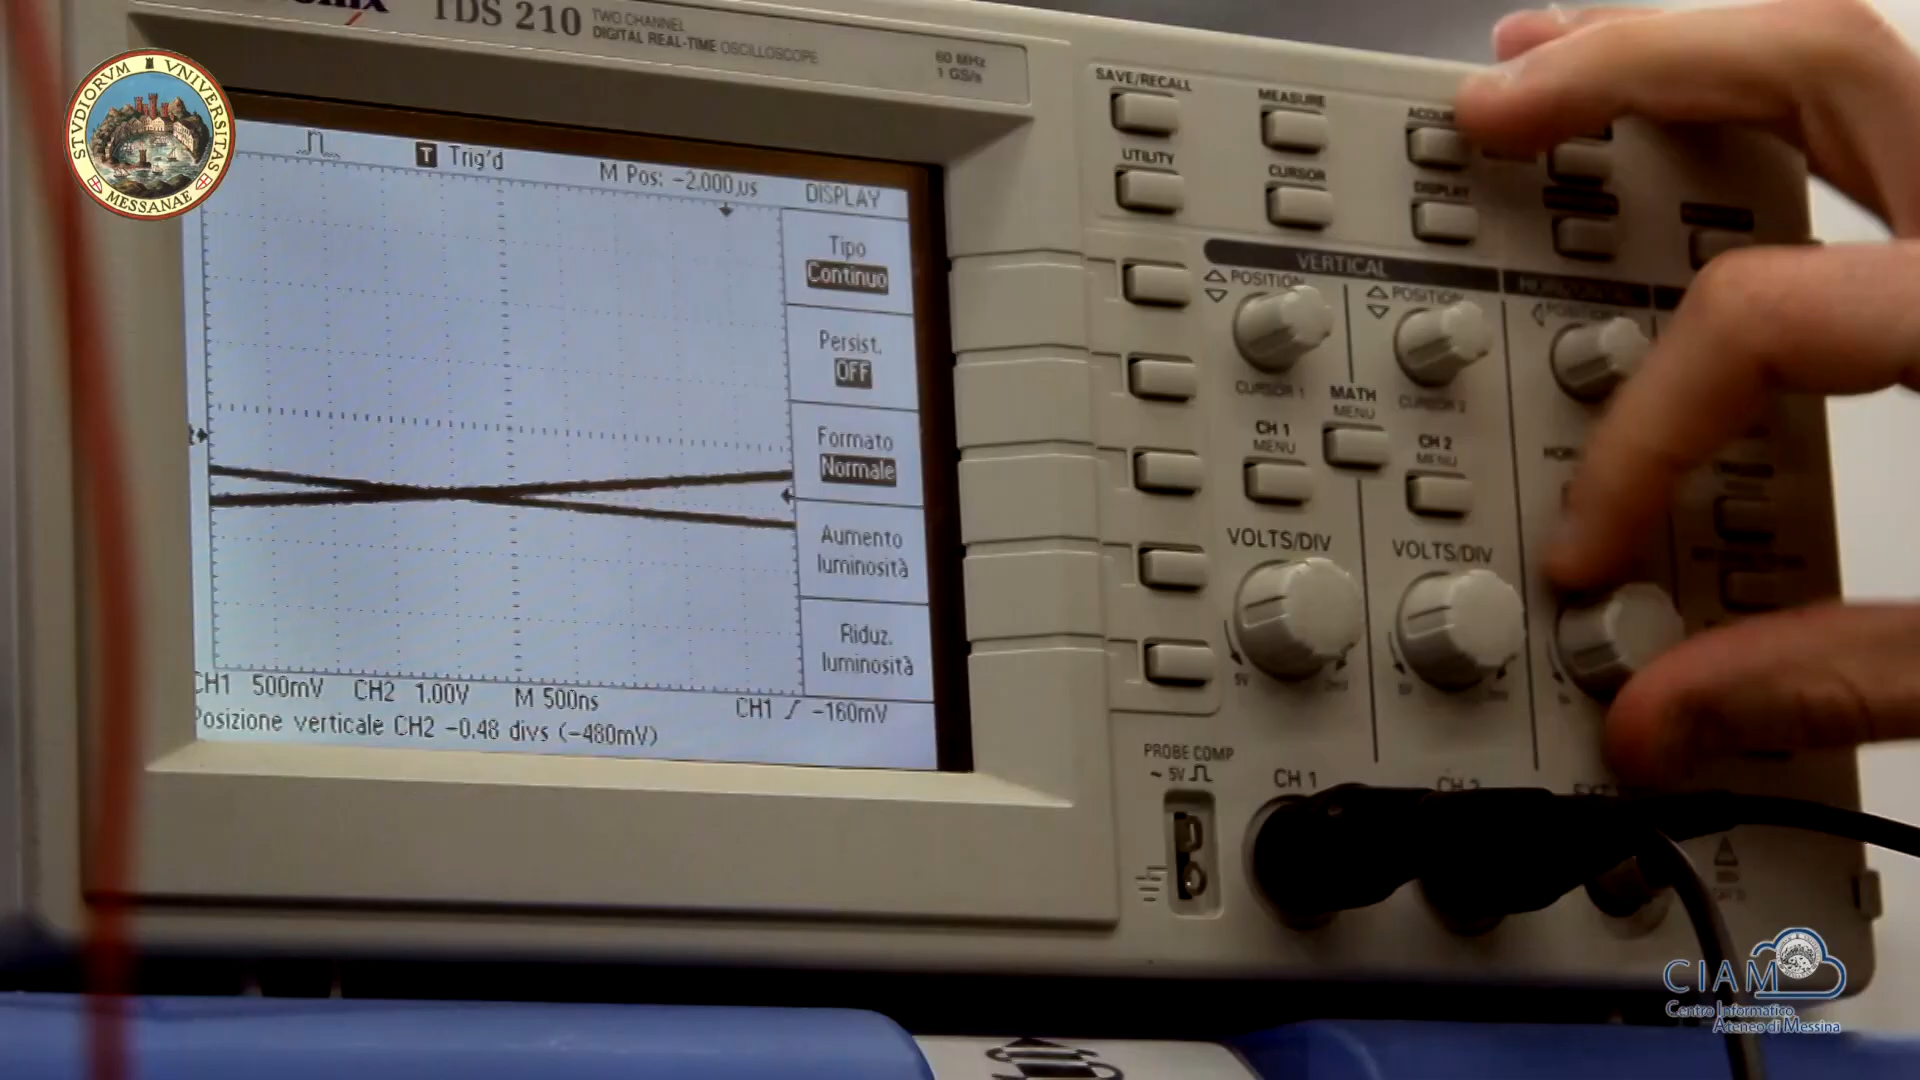 TDS 210
TWO CHANNEL
DIGITAL REAL-TIME OSCILLOSCOPE
60 MHz
1 GS/s
STVDIORVM VNIVERSITAS
MESSANAE
T Trig'd
M Pos: -2.000µs
DISPLAY
Tipo
Continuo
Persist.
OFF
Formato
Normale
Aumento
luminosità
Riduz.
luminosità
CH1 500mV CH2 1.00V M 500ns
CH1 -160mV
Posizione verticale CH2 -0.48 divs (-480mV)
SAVE/RECALL
MEASURE
UTILITY
CURSOR
DISPLAY
VERTICAL
POSITION
POSITION
CURSOR 1
CURSOR 2
MATH
MENU
CH 1
MENU
CH 2
MENU
VOLTS/DIV
VOLTS/DIV
5V
PROBE COMP
~ 5V
CH 1
CIAM
Centro Informatico
Ateneo di Messina